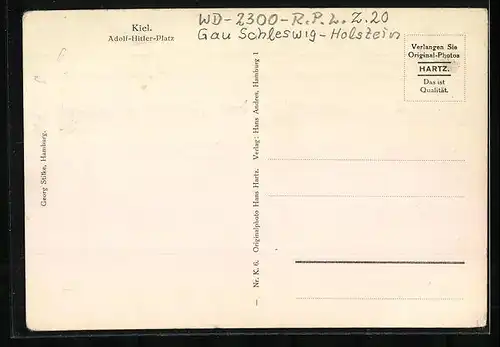 Kiel.
Adolf-Hitler-Platz
WD-2300-R.P.L.Z.20
Gau Schleswig-Holstein
Verlangen Sie
Original-Photos
HARTZ.
Das ist
Qualität.
Georg Stilke, Hamburg.
Nr. K. 6. Originalphoto Hans Hartz. Verlag: Hans Andres, Hamburg 1